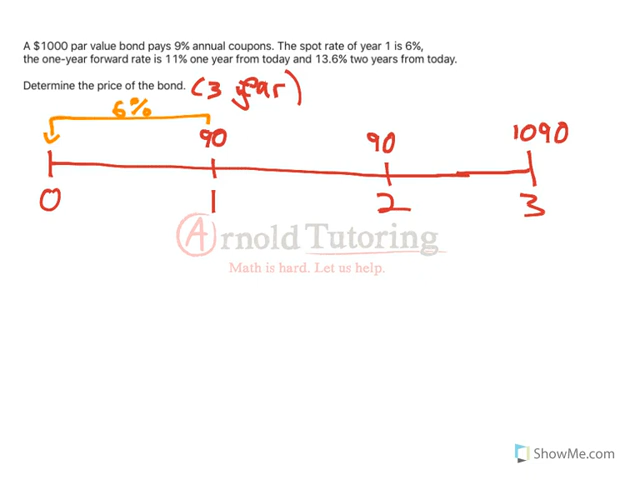 A $1000 par value bond pays 9% annual coupons. The spot rate of year 1 is 6%,
the one-year forward rate is 11% one year from today and 13.6% two years from today.
Determine the price of the bond. (3 year)
6%
90 90 1090
0 1 2 3
Arnold Tutoring
Math is hard. Let us help.
ShowMe.com